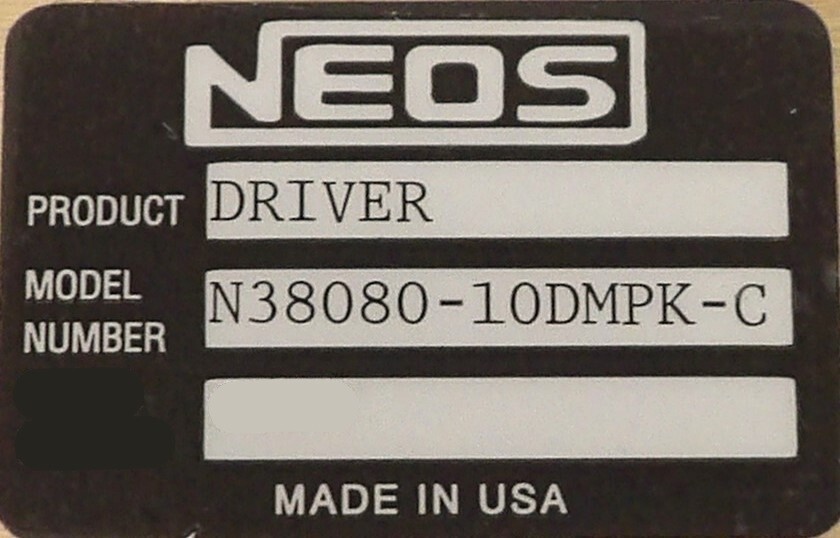 NEOS
PRODUCT DRIVER
MODEL NUMBER N38080-10DMPK-C
MADE IN USA